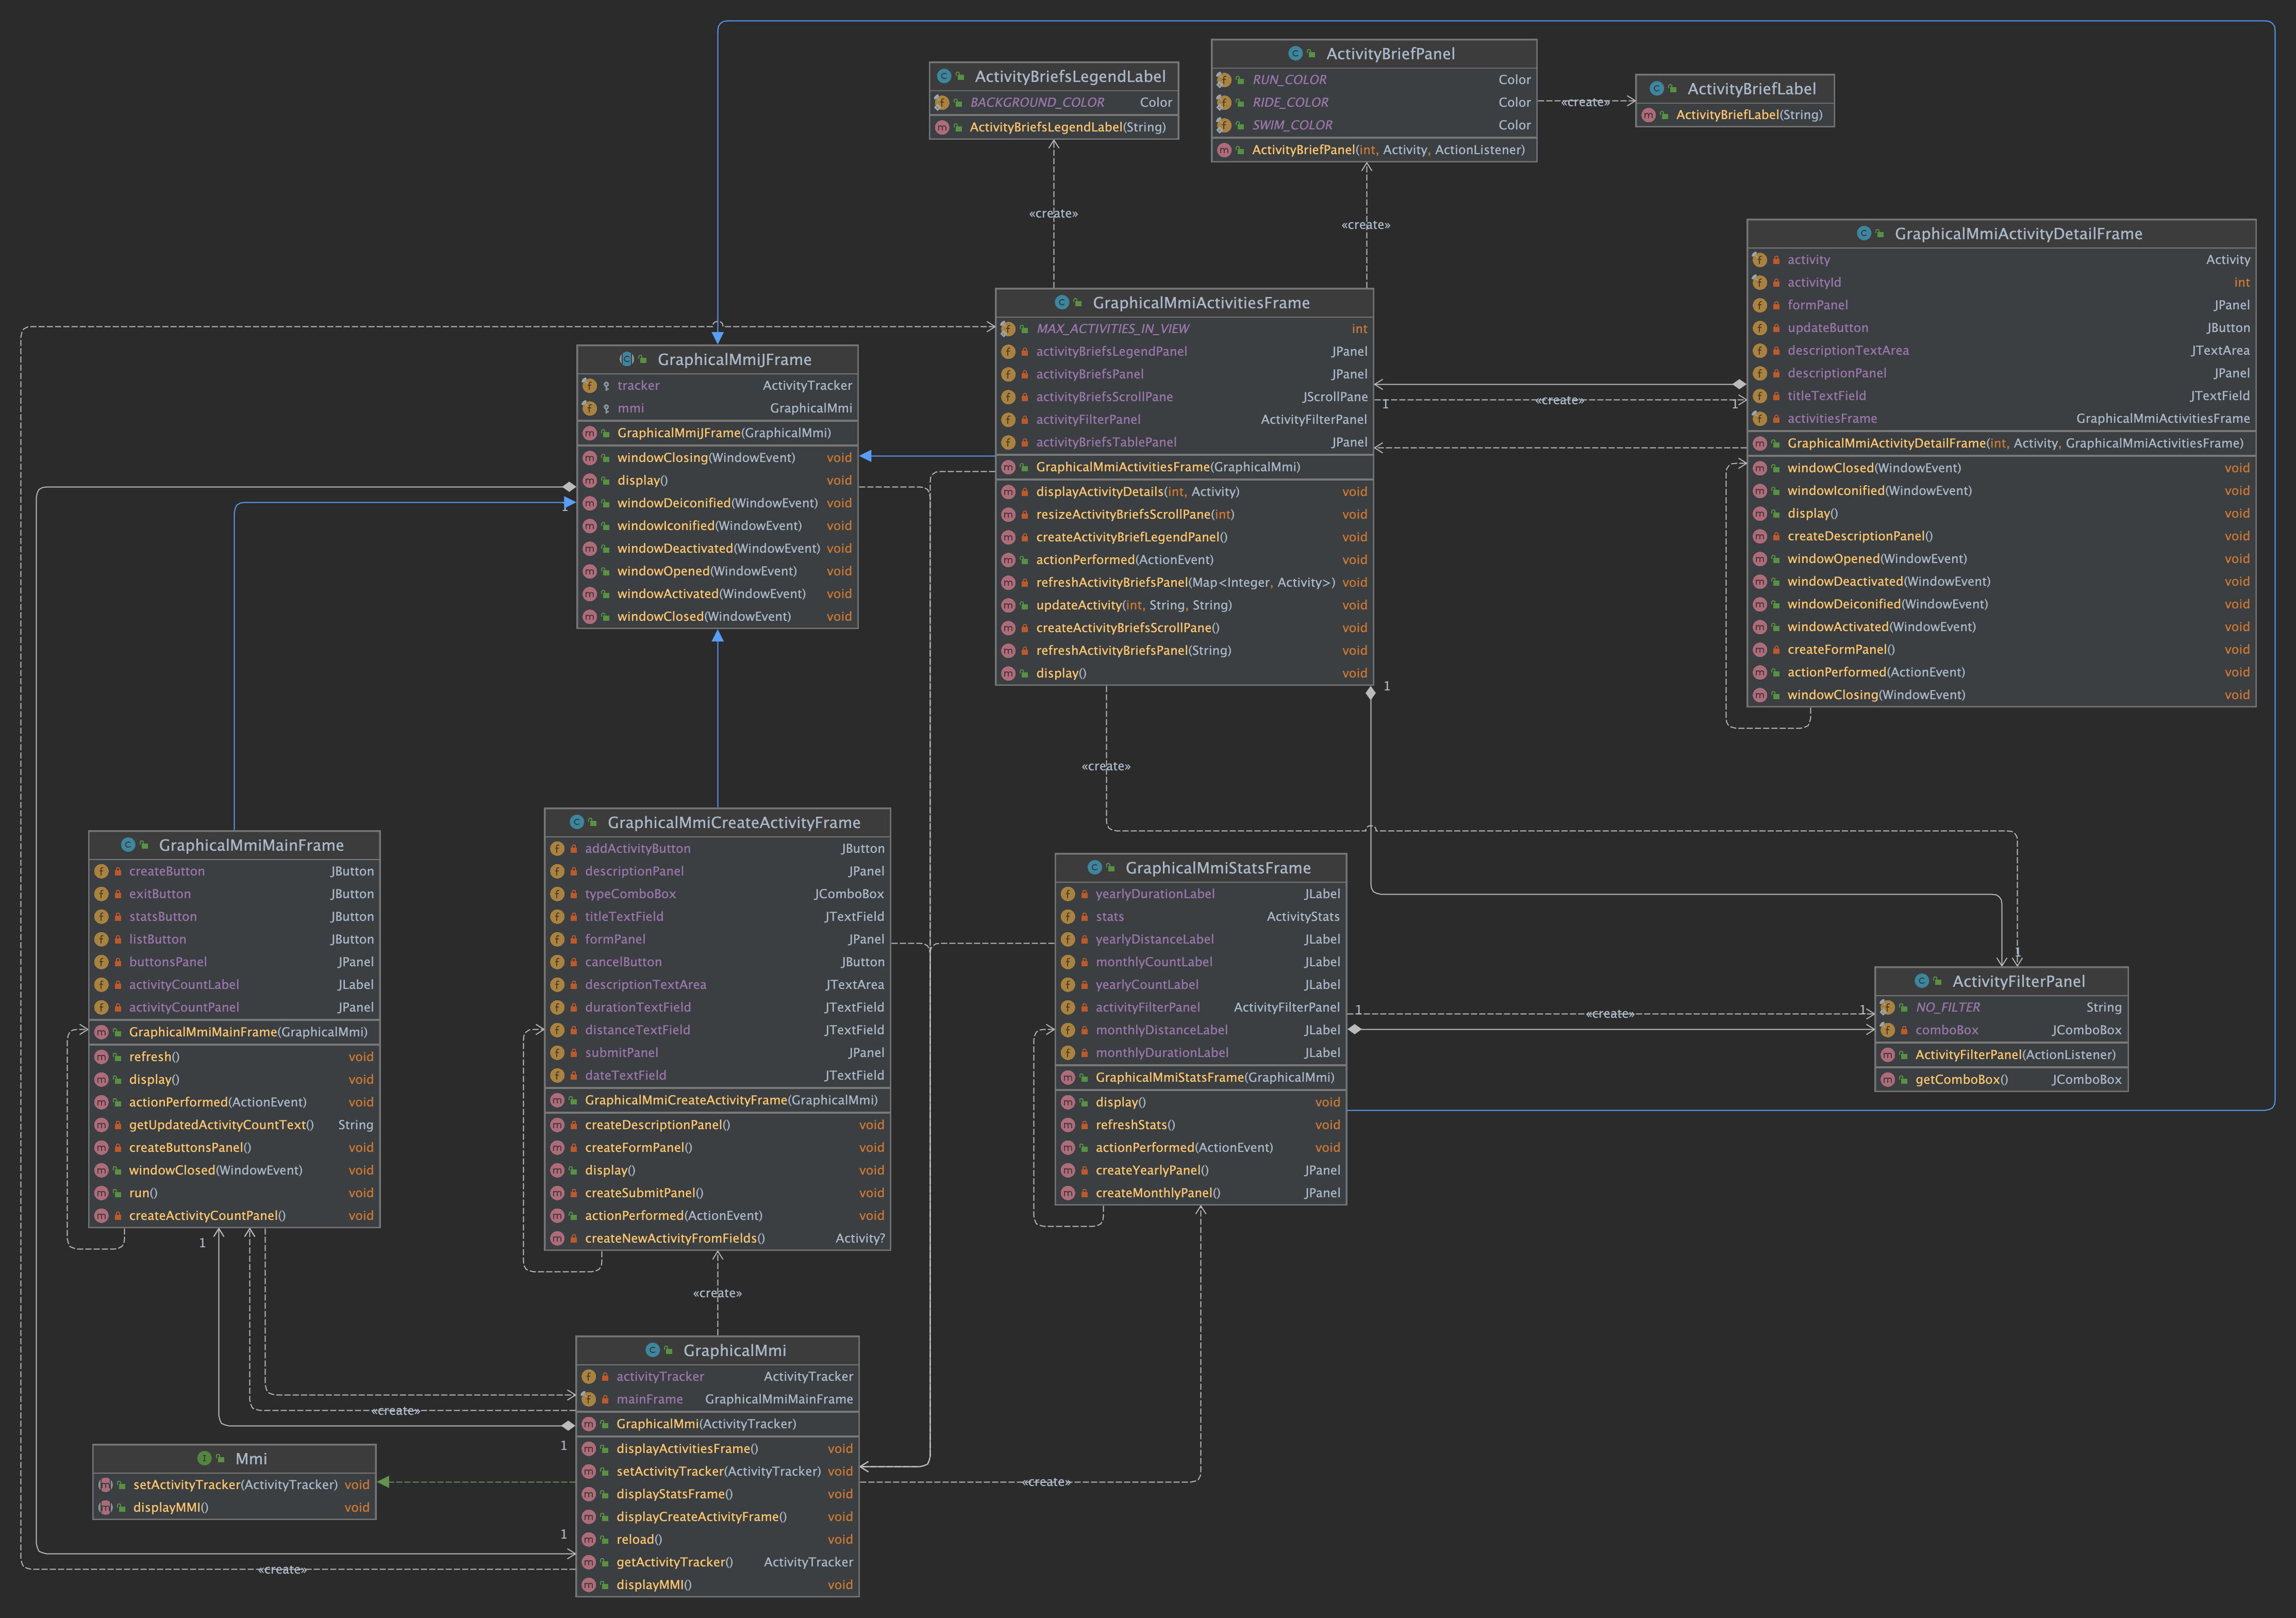 ActivityBriefsLegendLabel
BACKGROUND_COLOR Color
ActivityBriefsLegendLabel(String)
ActivityBriefPanel
RUN_COLOR Color
RIDE_COLOR Color
SWIM_COLOR Color
ActivityBriefPanel(int, Activity, ActionListener)
«create»
ActivityBriefLabel
ActivityBriefLabel(String)
«create»
«create»
GraphicalMmiJFrame
tracker ActivityTracker
mmi GraphicalMmi
GraphicalMmiJFrame(GraphicalMmi)
windowClosing(WindowEvent) void
display() void
windowDeiconified(WindowEvent) void
windowIconified(WindowEvent) void
windowDeactivated(WindowEvent) void
windowOpened(WindowEvent) void
windowActivated(WindowEvent) void
windowClosed(WindowEvent) void
1
GraphicalMmiActivitiesFrame
MAX_ACTIVITIES_IN_VIEW int
activityBriefsLegendPanel JPanel
activityBriefsPanel JPanel
activityBriefsScrollPane JScrollPane
activityFilterPanel ActivityFilterPanel
activityBriefsTablePanel JPanel
GraphicalMmiActivitiesFrame(GraphicalMmi)
displayActivityDetails(int, Activity) void
resizeActivityBriefsScrollPane(int) void
createActivityBriefLegendPanel() void
actionPerformed(ActionEvent) void
refreshActivityBriefsPanel(Map<Integer, Activity>) void
updateActivity(int, String, String) void
createActivityBriefsScrollPane() void
refreshActivityBriefsPanel(String) void
display() void
1
«create»
1
1
GraphicalMmiActivityDetailFrame
activity Activity
activityId int
formPanel JPanel
updateButton JButton
descriptionTextArea JTextArea
descriptionPanel JPanel
titleTextField JTextField
activitiesFrame GraphicalMmiActivitiesFrame
GraphicalMmiActivityDetailFrame(int, Activity, GraphicalMmiActivitiesFrame)
windowClosed(WindowEvent) void
windowIconified(WindowEvent) void
display() void
createDescriptionPanel() void
windowOpened(WindowEvent) void
windowDeactivated(WindowEvent) void
windowDeiconified(WindowEvent) void
windowActivated(WindowEvent) void
createFormPanel() void
actionPerformed(ActionEvent) void
windowClosing(WindowEvent) void
«create»
GraphicalMmiMainFrame
createButton JButton
exitButton JButton
statsButton JButton
listButton JButton
buttonsPanel JPanel
activityCountLabel JLabel
activityCountPanel JPanel
GraphicalMmiMainFrame(GraphicalMmi)
refresh() void
display() void
actionPerformed(ActionEvent) void
getUpdatedActivityCountText() String
createButtonsPanel() void
windowClosed(WindowEvent) void
run() void
createActivityCountPanel() void
1
GraphicalMmiCreateActivityFrame
addActivityButton JButton
descriptionPanel JPanel
typeComboBox JComboBox
titleTextField JTextField
formPanel JPanel
cancelButton JButton
descriptionTextArea JTextArea
durationTextField JTextField
distanceTextField JTextField
submitPanel JPanel
dateTextField JTextField
GraphicalMmiCreateActivityFrame(GraphicalMmi)
createDescriptionPanel() void
createFormPanel() void
display() void
createSubmitPanel() void
actionPerformed(ActionEvent) void
createNewActivityFromFields() Activity?
«create»
GraphicalMmiStatsFrame
yearlyDurationLabel JLabel
stats ActivityStats
yearlyDistanceLabel JLabel
monthlyCountLabel JLabel
yearlyCountLabel JLabel
activityFilterPanel ActivityFilterPanel
monthlyDistanceLabel JLabel
monthlyDurationLabel JLabel
GraphicalMmiStatsFrame(GraphicalMmi)
display() void
refreshStats() void
actionPerformed(ActionEvent) void
createYearlyPanel() JPanel
createMonthlyPanel() JPanel
1
«create»
1
1
ActivityFilterPanel
NO_FILTER String
comboBox JComboBox
ActivityFilterPanel(ActionListener)
getComboBox() JComboBox
GraphicalMmi
activityTracker ActivityTracker
mainFrame GraphicalMmiMainFrame
GraphicalMmi(ActivityTracker)
displayActivitiesFrame() void
setActivityTracker(ActivityTracker) void
displayStatsFrame() void
displayCreateActivityFrame() void
reload() void
getActivityTracker() ActivityTracker
displayMMI() void
«create»
1
1
«create»
«create»
Mmi
setActivityTracker(ActivityTracker) void
displayMMI() void